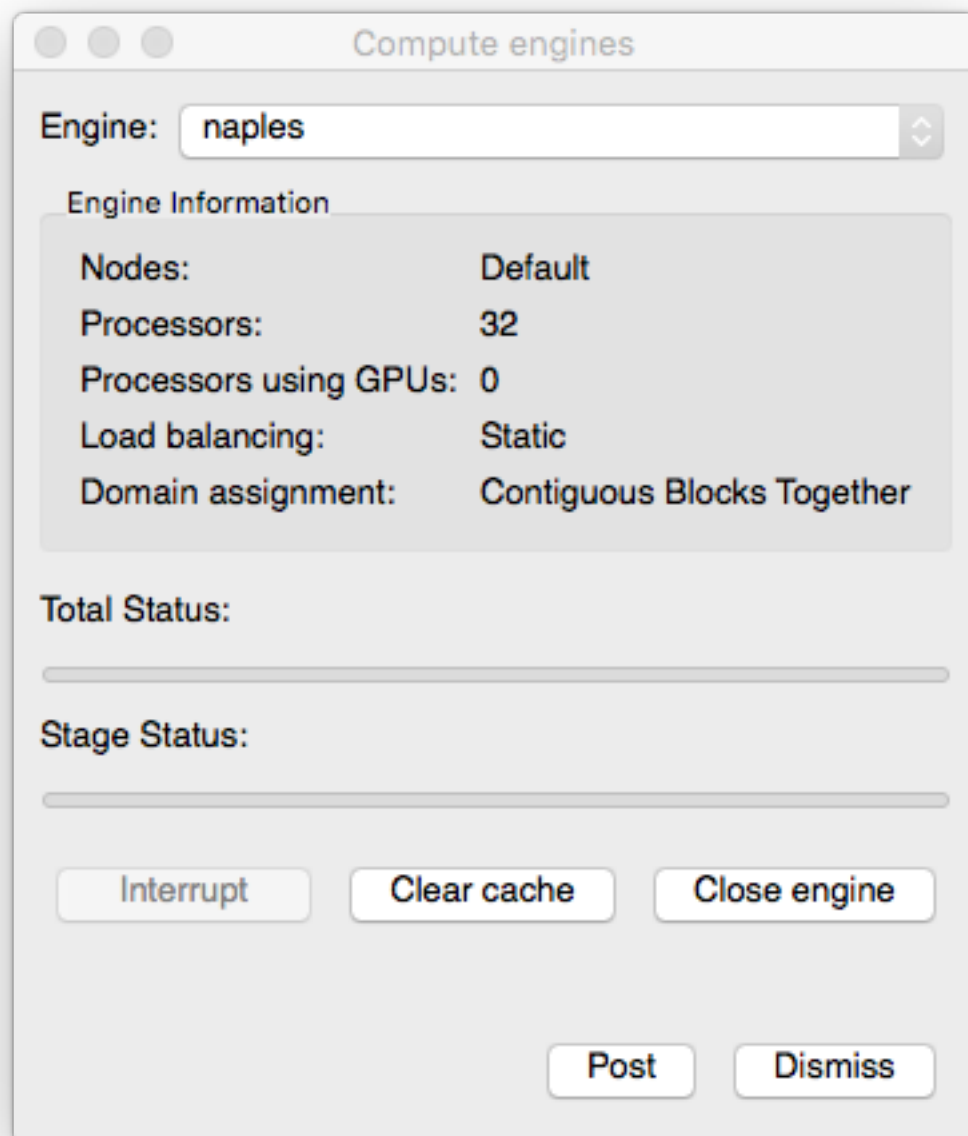 Compute engines
Engine: naples
Engine Information
Nodes: Default
Processors: 32
Processors using GPUs: 0
Load balancing: Static
Domain assignment: Contiguous Blocks Together
Total Status:
Stage Status:
Interrupt Clear cache Close engine
Post Dismiss